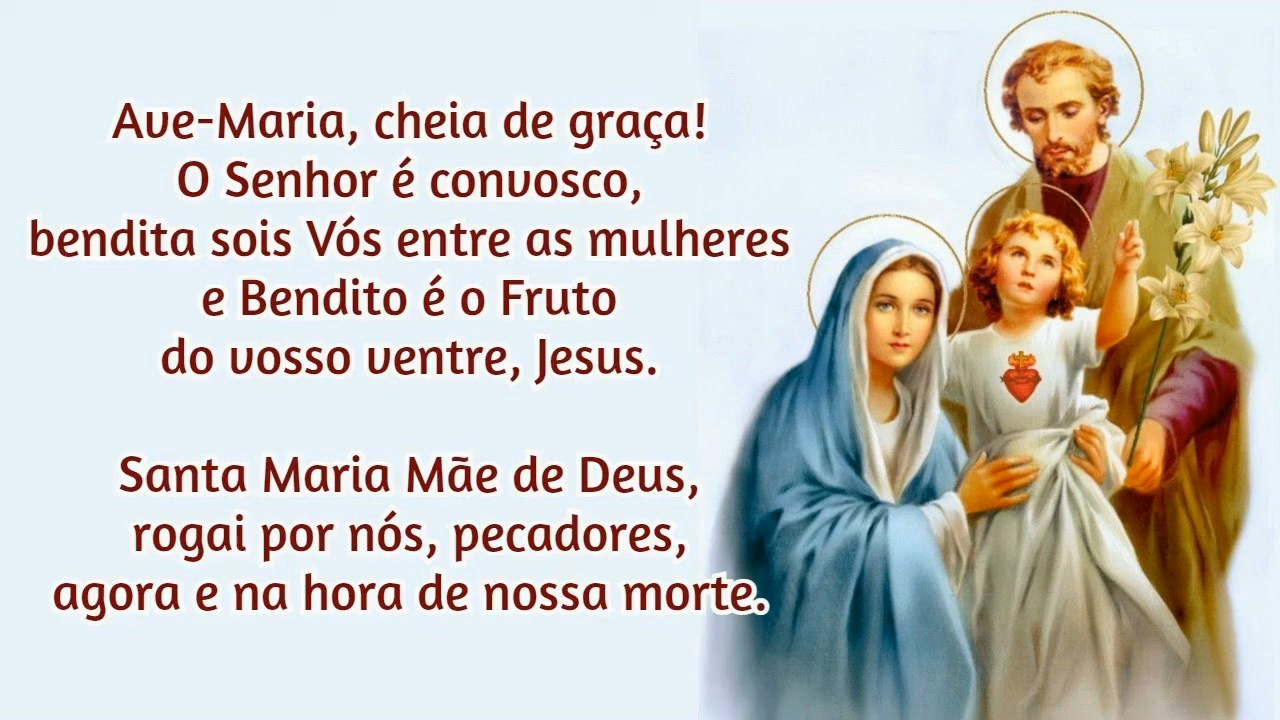 Ave-Maria, cheia de graça!
O Senhor é convosco,
bendita sois Vós entre as mulheres
e Bendito é o Fruto
do vosso ventre, Jesus.
Santa Maria Mãe de Deus,
rogai por nós, pecadores,
agora e na hora de nossa morte.